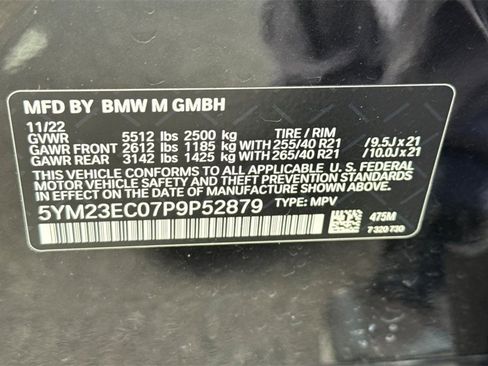 MFD BY BMW M GMBH
11/22
GVWR 5512 lbs 2500 kg TIRE / RIM
GAWR FRONT 2612 lbs 1185 kg WITH 255/40 R21 / 9.5J x 21
GAWR REAR 3142 lbs 1425 kg WITH 265/40 R21 / 10.0J x 21
THIS VEHICLE CONFORMS TO ALL APPLICABLE U. S. FEDERAL
MOTOR VEHICLE SAFETY, BUMPER, AND THEFT PREVENTION
STANDARDS IN EFFECT ON THE DATE OF MANUFACTURE SHOWN ABOVE.
5YM23EC07P9P52879 TYPE: MPV 475M
7 320 730